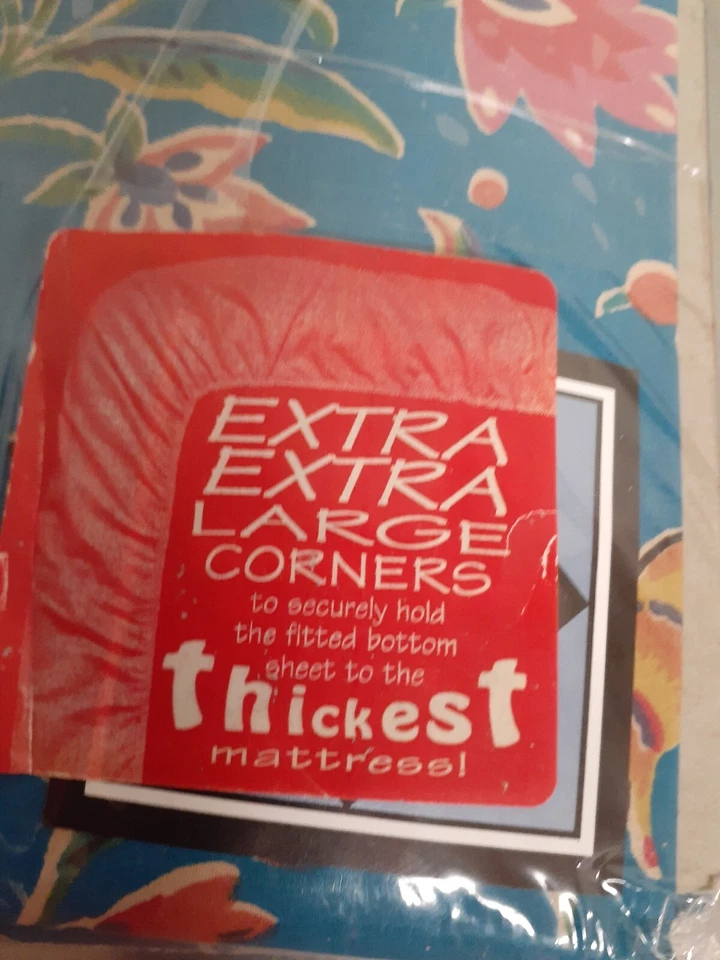 EXTRA
EXTRA
LARGE
CORNERS
to securely hold
the fitted bottom
sheet to the
thickest
mattress!